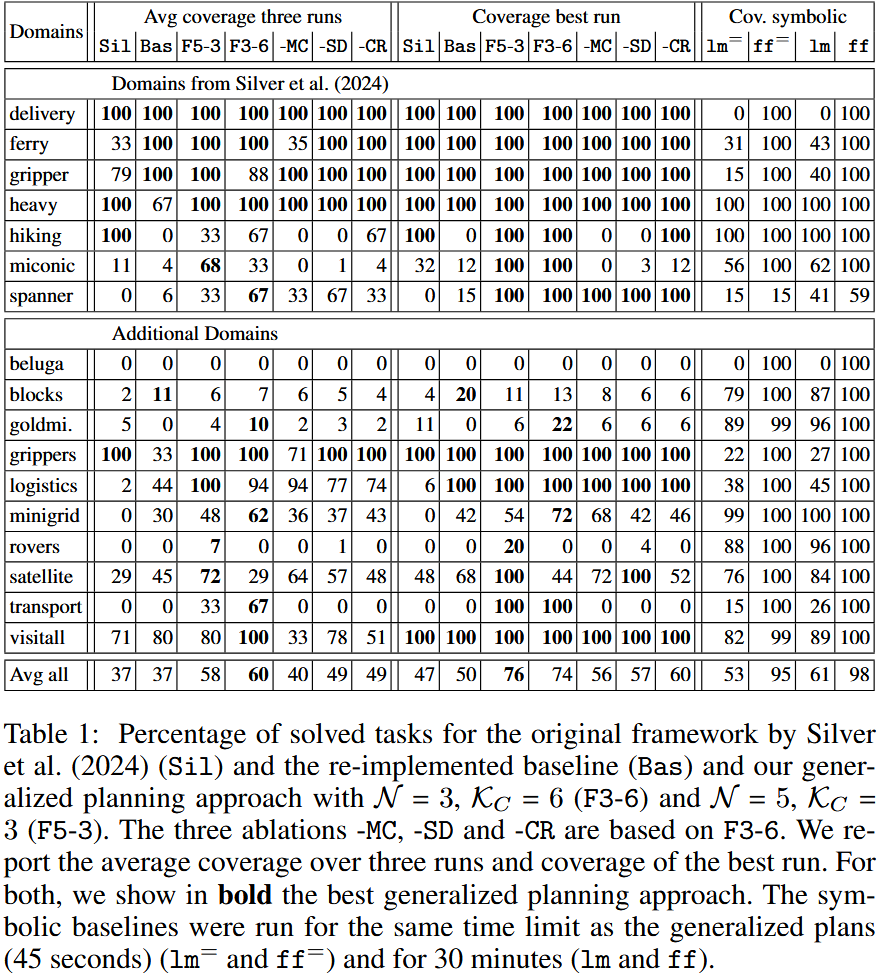 Domains Avg coverage three runs Coverage best run Cov. symbolic
Sil Bas F5-3 F3-6 -MC -SD -CR Sil Bas F5-3 F3-6 -MC -SD -CR lm= ff= lm ff
Domains from Silver et al. (2024)
delivery 100 100 100 100 100 100 100 100 100 100 100 100 100 100 0 100 0 100
ferry 33 100 100 100 35 100 100 100 100 100 100 100 100 100 31 100 43 100
gripper 79 100 100 88 100 100 100 100 100 100 100 100 100 100 15 100 40 100
heavy 100 67 100 100 100 100 100 100 100 100 100 100 100 100 100 100 100 100
hiking 100 0 33 67 0 0 67 100 0 100 100 0 0 100 100 100 100 100
miconic 11 4 68 33 0 1 4 32 12 100 100 0 3 12 56 100 62 100
spanner 0 6 33 67 33 67 33 0 15 100 100 100 100 100 15 15 41 59
Additional Domains
beluga 0 0 0 0 0 0 0 0 0 0 0 0 0 0 0 100 0 100
blocks 2 11 6 7 6 5 4 4 20 11 13 8 6 6 79 100 87 100
goldmi. 5 0 4 10 2 3 2 11 0 6 22 6 6 6 89 99 96 100
grippers 100 33 100 100 71 100 100 100 100 100 100 100 100 100 22 100 27 100
logistics 2 44 100 94 94 77 74 6 100 100 100 100 100 100 38 100 45 100
minigrid 0 30 48 62 36 37 43 0 42 54 72 68 42 46 99 100 100 100
rovers 0 0 7 0 0 1 0 0 0 20 0 0 4 0 88 100 96 100
satellite 29 45 72 29 64 57 48 48 68 100 44 72 100 52 76 100 84 100
transport 0 0 33 67 0 0 0 0 0 100 100 0 0 0 15 100 26 100
visitall 71 80 80 100 33 78 51 100 100 100 100 100 100 100 82 99 89 100
Avg all 37 37 58 60 40 49 49 47 50 76 74 56 57 60 53 95 61 98
Table 1: Percentage of solved tasks for the original framework by Silver
et al. (2024) (Sil) and the re-implemented baseline (Bas) and our gener-
alized planning approach with 𝒩 = 3, 𝒦C = 6 (F3-6) and 𝒩 = 5, 𝒦C =
3 (F5-3). The three ablations -MC, -SD and -CR are based on F3-6. We re-
port the average coverage over three runs and coverage of the best run. For
both, we show in bold the best generalized planning approach. The sym-
bolic baselines were run for the same time limit as the generalized plans
(45 seconds) (lm= and ff=) and for 30 minutes (lm and ff).